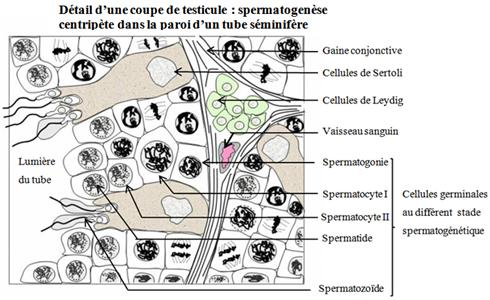 Détail d'une coupe de testicule : spermatogenèse
centripète dans la paroi d'un tube séminifère
Gaine conjonctive
Cellules de Sertoli
Cellules de Leydig
Vaisseau sanguin
Lumière
du tube
Spermatogonie
Spermatocyte I
Spermatocyte II
Spermatide
Spermatozoïde
Cellules germinales
au différent stade
spermatogénétique